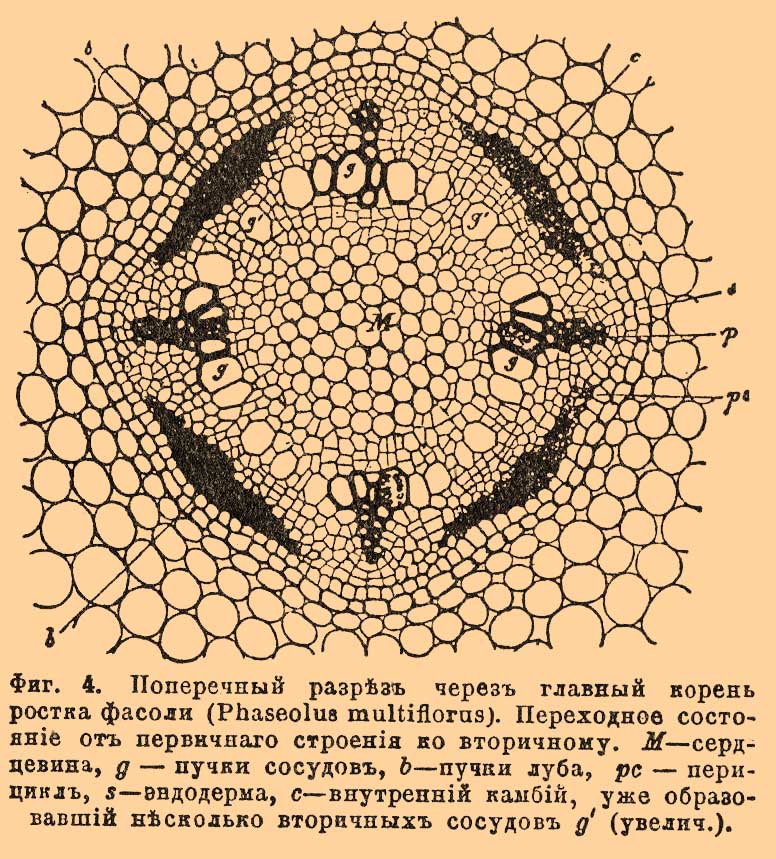 b
c
g
g'
g'
M
s
g
g
p
pc
b
Фиг. 4. Поперечный разрѣзъ черезъ главный корень
ростка фасоли (Phaseolus multiflorus). Переходное состо-
яніе отъ первичнаго строенія ко вторичному. M—серд-
цевина, g — пучки сосудовъ, b—пучки луба, pc — пери-
циклъ, s—эндодерма, c—внутренній камбій, уже образо-
вавшій нѣсколько вторичныхъ сосудовъ g' (увелич.).